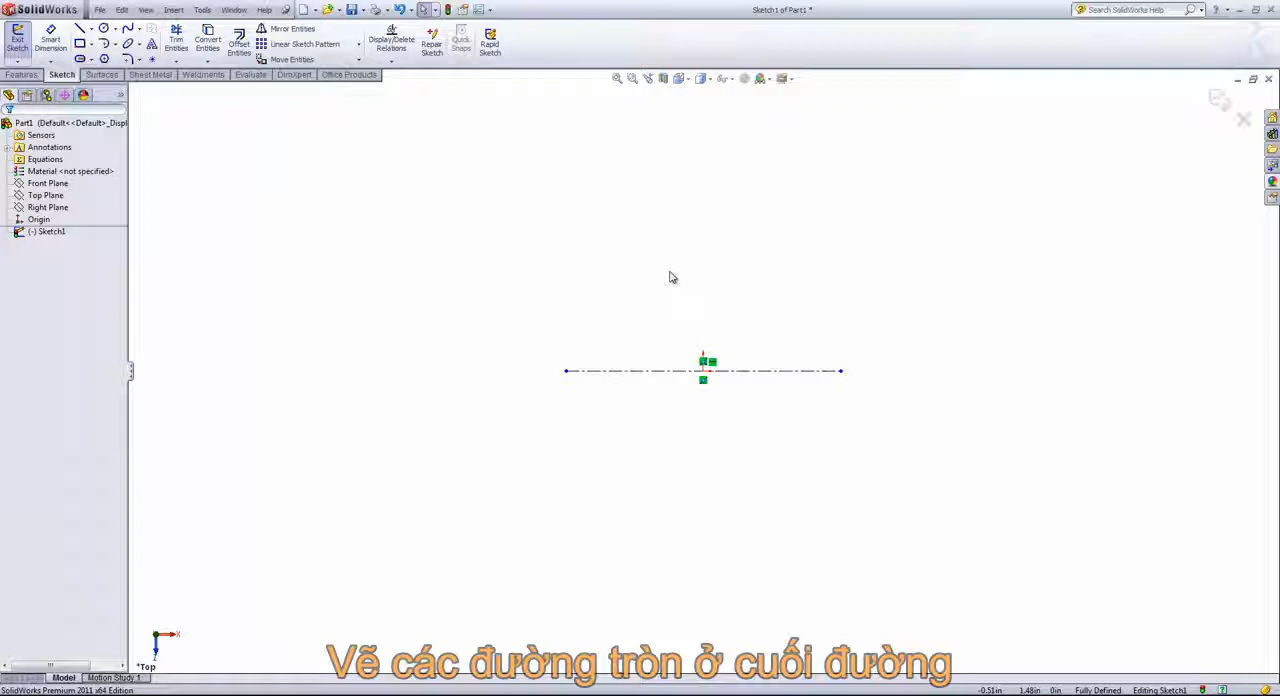 SolidWorks
File
Edit
View
Insert
Tools
Window
Help
Sketch1 of Part1 *
Search SolidWorks Help
Exit Sketch
Smart Dimension
Trim Entities
Convert Entities
Offset Entities
Mirror Entities
Linear Sketch Pattern
Move Entities
Display/Delete Relations
Repair Sketch
Quick Snaps
Rapid Sketch
Features
Sketch
Surfaces
Sheet Metal
Weldments
Evaluate
DimXpert
Office Products
Part1 (Default<<Default>_Displ
Sensors
Annotations
Equations
Material <not specified>
Front Plane
Top Plane
Right Plane
Origin
(-) Sketch1
X
*Top
Vẽ các đường tròn ở cuối đường
Model
Motion Study 1
SolidWorks Premium 2011 x64 Edition
-0.51in
1.48in
0in
Fully Defined
Editing Sketch1